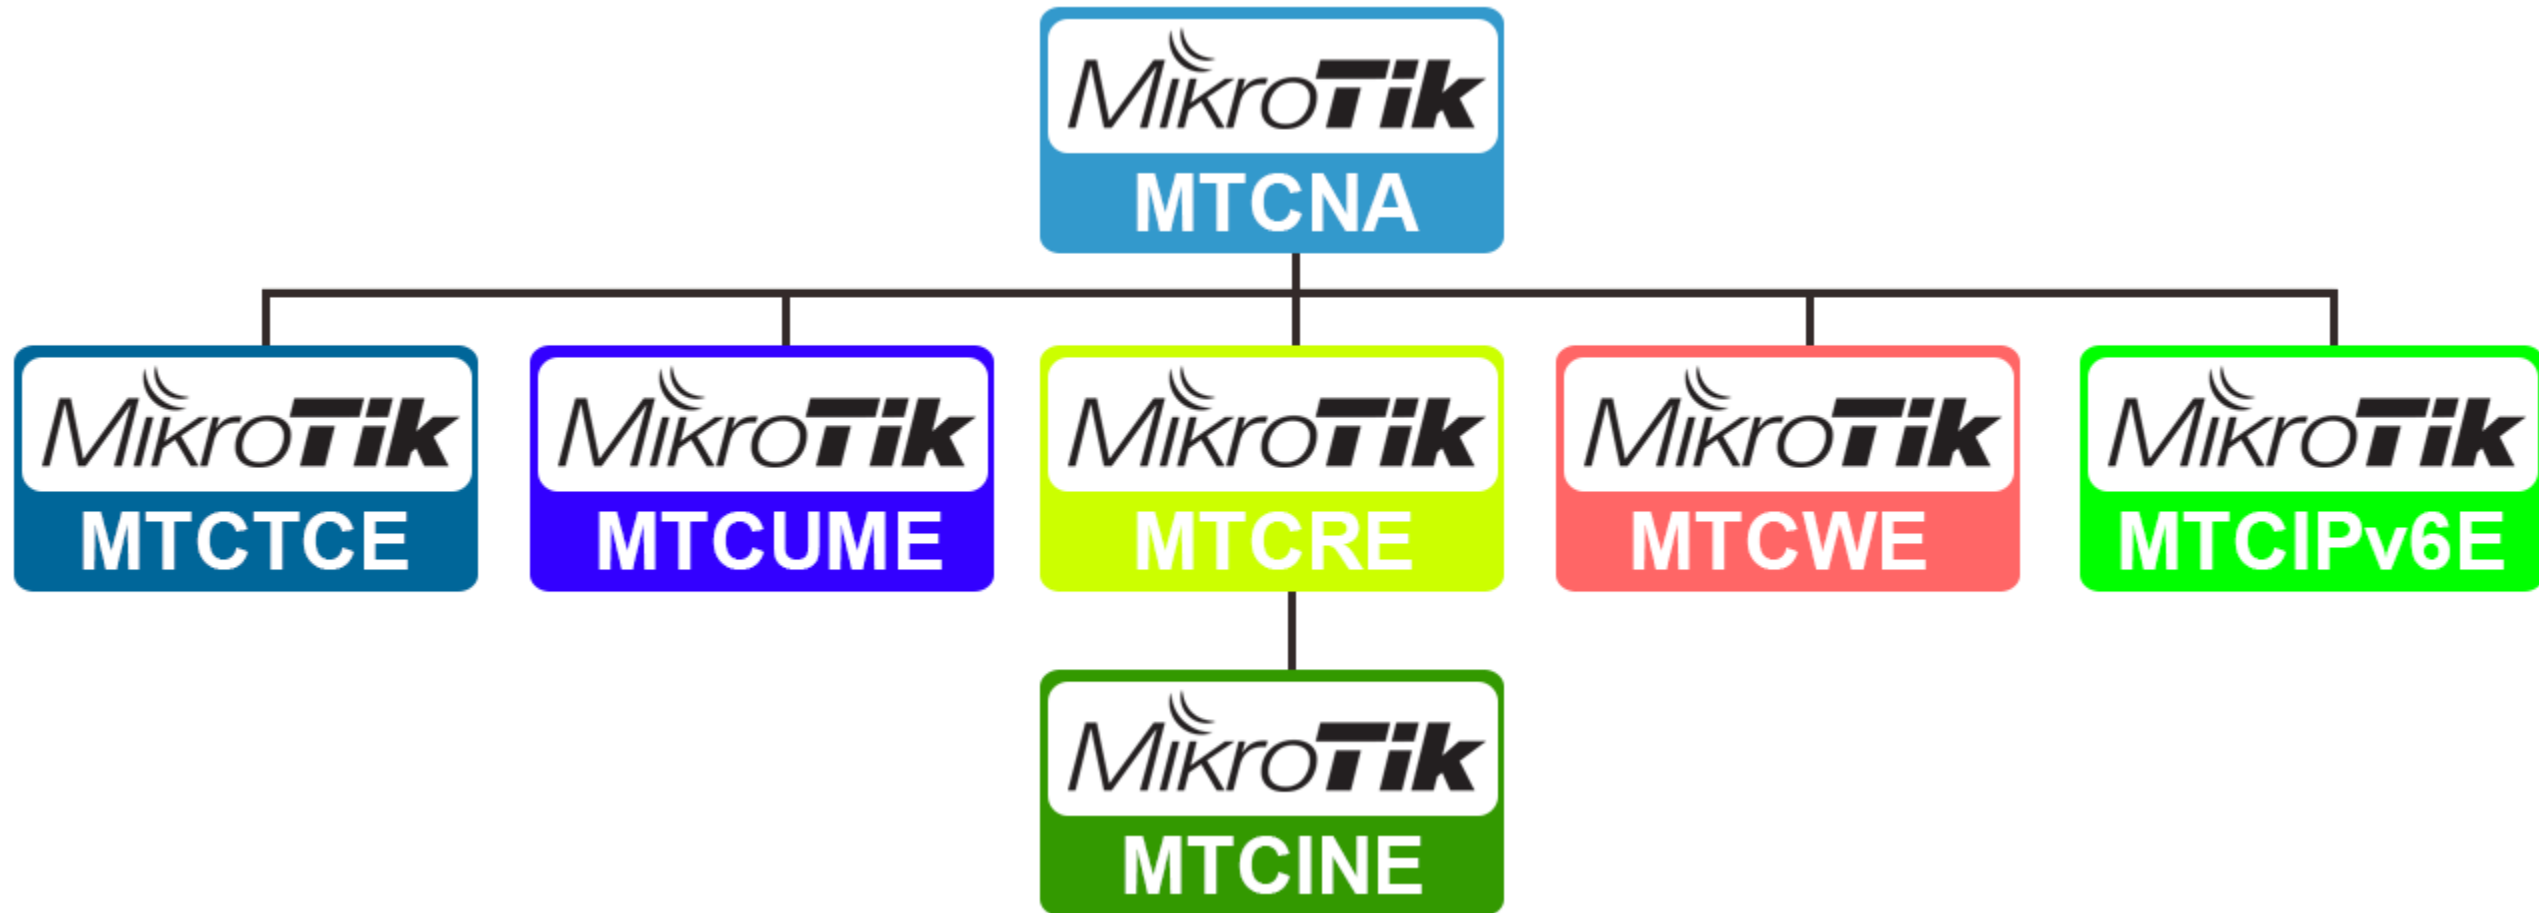 MikroTik
MTCNA
MikroTik
MTCTCE
MikroTik
MTCUME
MikroTik
MTCRE
MikroTik
MTCWE
MikroTik
MTCIPv6E
MikroTik
MTCINE